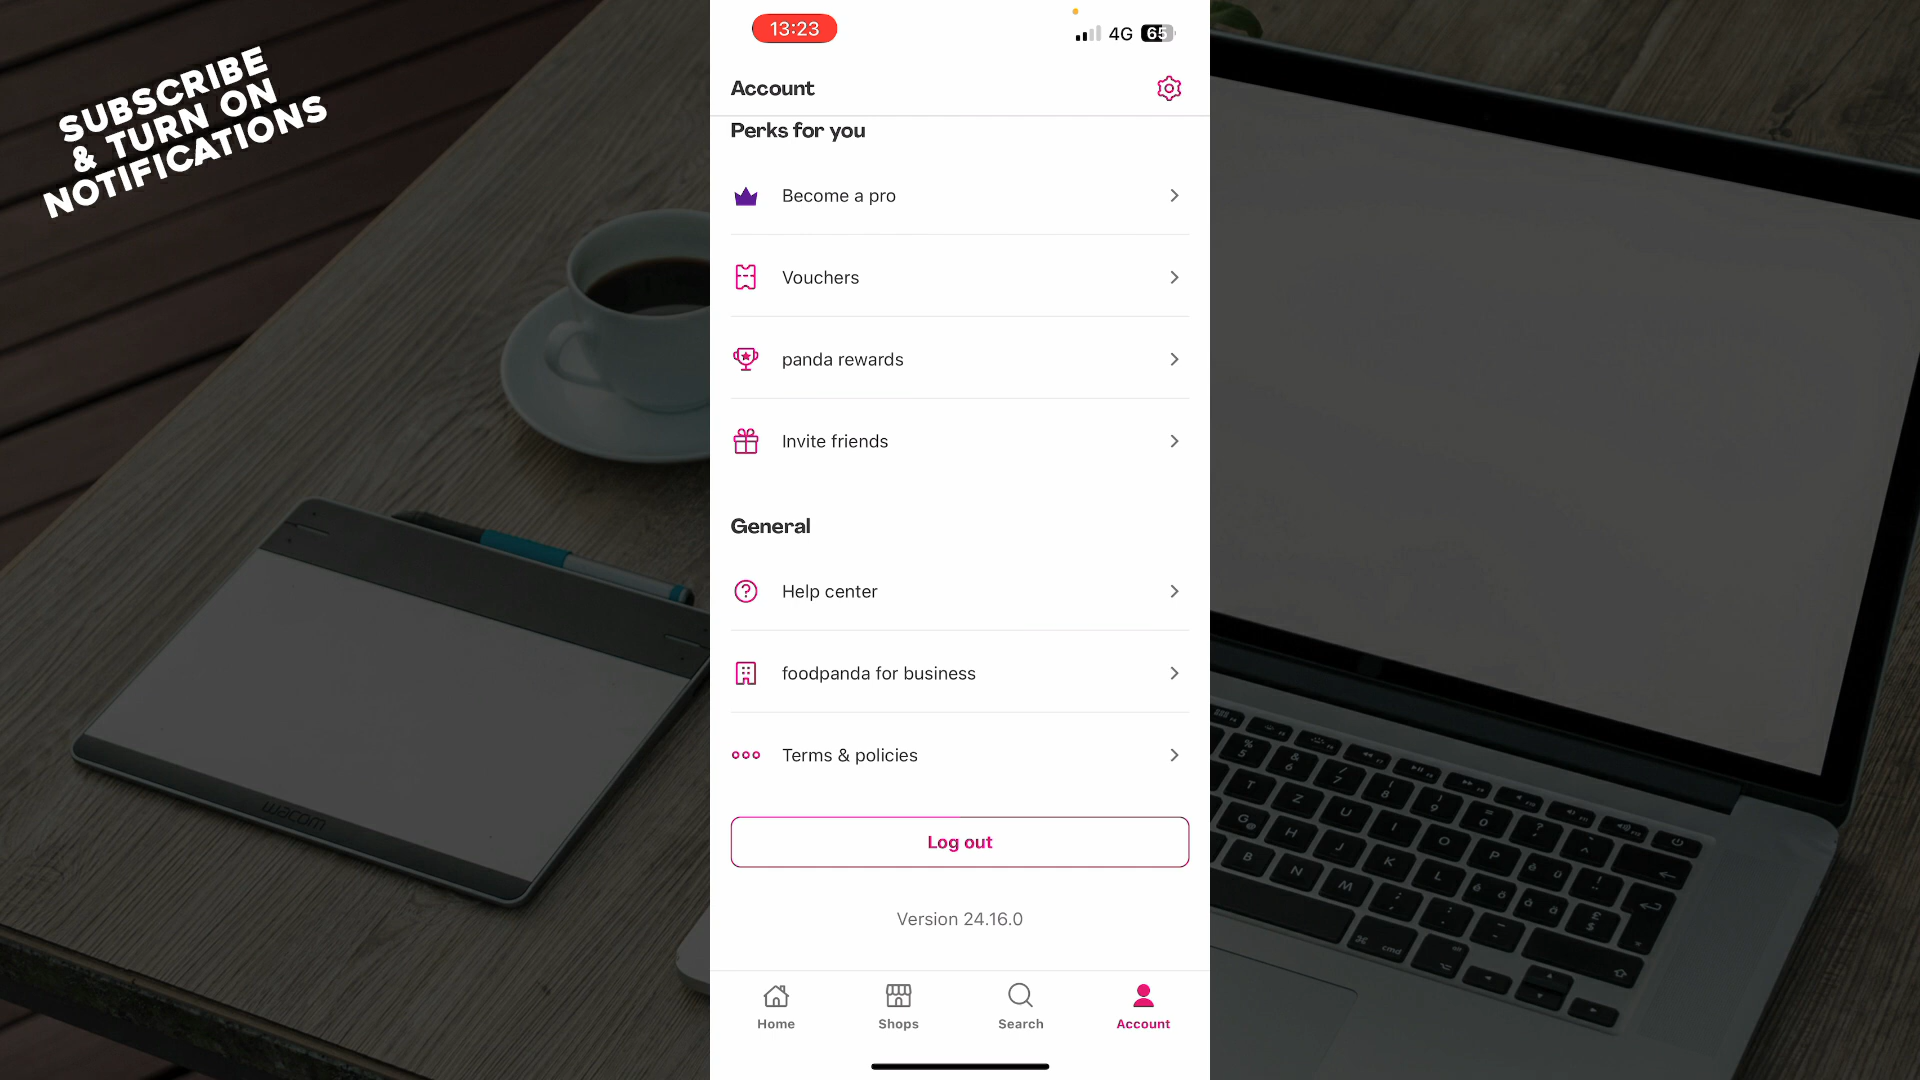 SUBSCRIBE
& TURN ON
NOTIFICATIONS
13:23
4G 65
Account
Perks for you
Become a pro
Vouchers
panda rewards
Invite friends
General
Help center
foodpanda for business
Terms & policies
Log out
Version 24.16.0
Home Shops Search Account
wacom